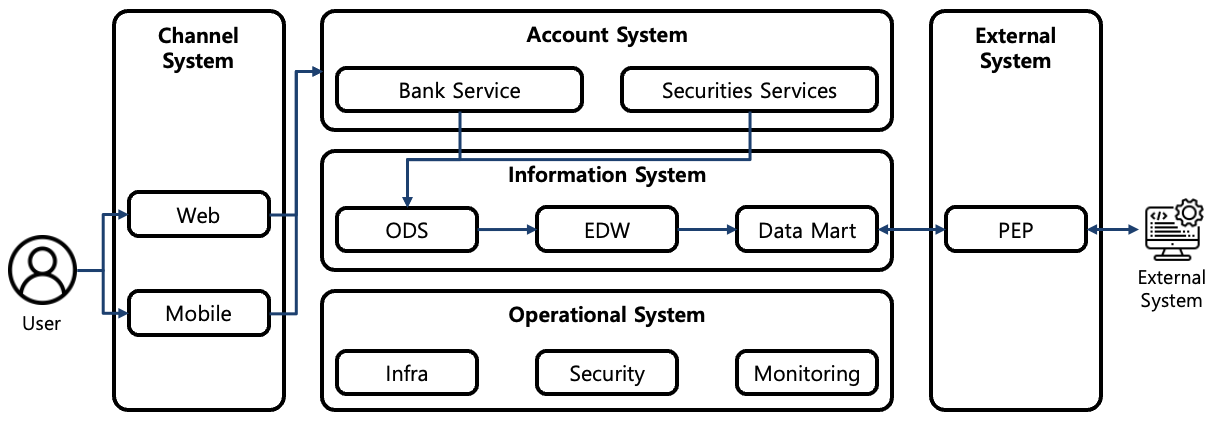 Channel
System
Account System
External
System
Bank Service
Securities Services
Information System
Web
ODS
EDW
Data Mart
PEP
User
Mobile
External
System
Operational System
Infra
Security
Monitoring